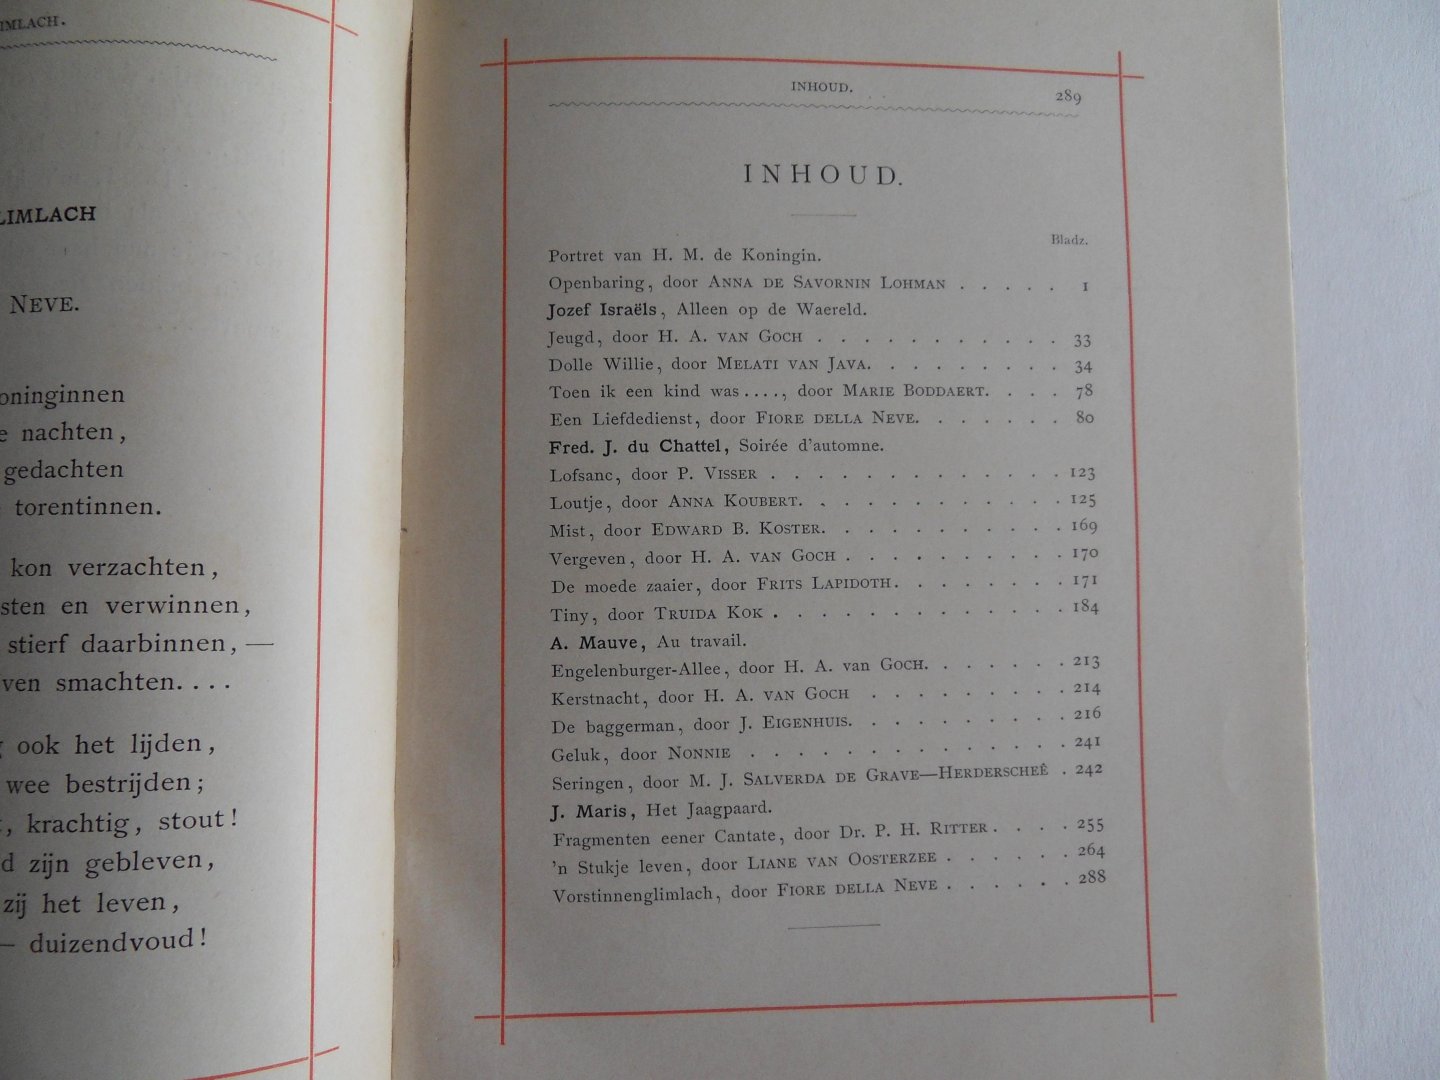 IMLACH.
LIMLACH
NEVE.
oninginnen
e nachten,
gedachten
torentinnen.
kon verzachten,
sten en verwinnen,
stierf daarbinnen, —
ven smachten. . . .
ook het lijden,
wee bestrijden;
, krachtig, stout!
d zijn gebleven,
zij het leven,
— duizendvoud!
INHOUD. 289
INHOUD.
Bladz.
Portret van H. M. de Koningin.
Openbaring, door ANNA DE SAVORNIN LOHMAN . . . . . 1
Jozef Israëls, Alleen op de Waereld.
Jeugd, door H. A. VAN GOCH . . . . . . . . . . . 33
Dolle Willie, door MELATI VAN JAVA. . . . . . . . . 34
Toen ik een kind was ...., door MARIE BODDAERT. . . . 78
Een Liefdedienst, door FIORE DELLA NEVE. . . . . . . 80
Fred. J. du Chattel, Soirée d'automne.
Lofsanc, door P. VISSER . . . . . . . . . . . . 123
Loutje, door ANNA KOUBERT. . . . . . . . . . . . 125
Mist, door EDWARD B. KOSTER. . . . . . . . . . . 169
Vergeven, door H. A. VAN GOCH . . . . . . . . . . 170
De moede zaaier, door FRITS LAPIDOTH. . . . . . . . 171
Tiny, door TRUIDA KOK . . . . . . . . . . . . . 184
A. Mauve, Au travail.
Engelenburger-Allee, door H. A. van GOCH. . . . . . . 213
Kerstnacht, door H. A. VAN GOCH . . . . . . . . . 214
De baggerman, door J. EIGENHUIS. . . . . . . . . . 216
Geluk, door NONNIE . . . . . . . . . . . . . . 241
Seringen, door M. J. SALVERDA DE GRAVE—HERDERSCHEÊ . 242
J. Maris, Het Jaagpaard.
Fragmenten eener Cantate, door Dr. P. H. RITTER . . . . 255
'n Stukje leven, door LIANE VAN OOSTERZEE . . . . . . 264
Vorstinnenglimlach, door FIORE DELLA NEVE . . . . . . 288